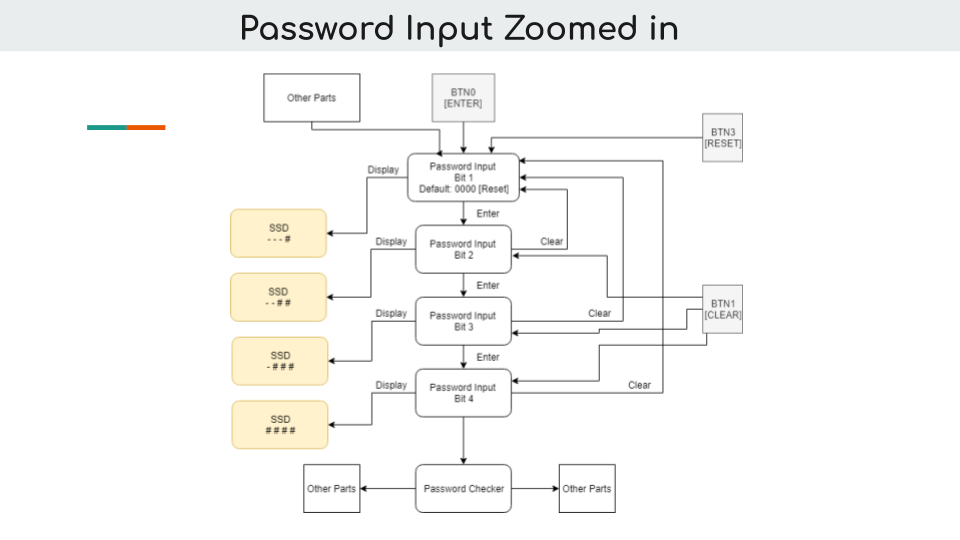 Password Input Zoomed in
Other Parts
BTN0
[ENTER]
BTN3
[RESET]
Display
Password Input
Bit 1
Default: 0000 [Reset]
Enter
SSD
- - - #
Display
Password Input
Bit 2
Clear
Enter
SSD
- - # #
BTN1
[CLEAR]
Display
Password Input
Bit 3
Clear
Enter
SSD
- # # #
Display
Password Input
Bit 4
Clear
SSD
# # # #
Other Parts
Password Checker
Other Parts